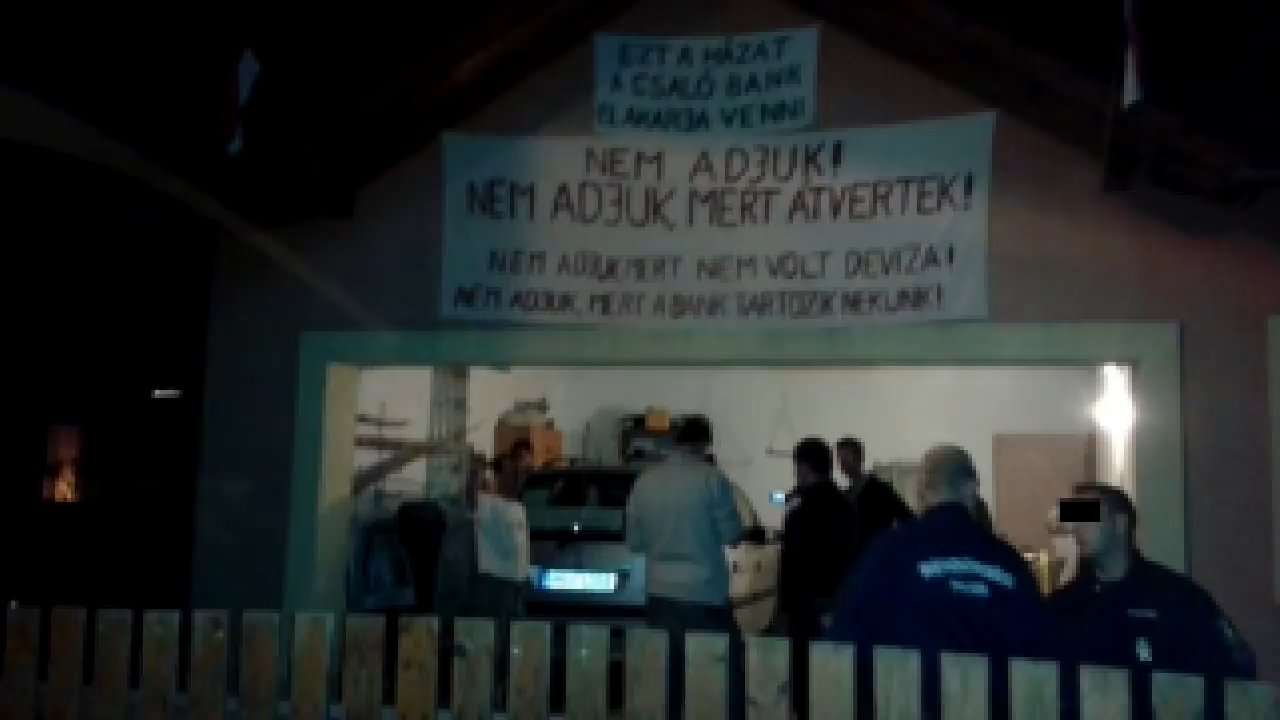 EZT A HÁZAT
A CSALÓ BANK
EL AKARJA VENNI
NEM ADJUK!
NEM ADJUK, MERT ÁTVERTEK!
NEM ADJUK MERT NEM VOLT DEVIZA!
NEM ADJUK, MERT A BANK TARTOZIK NEKÜNK!